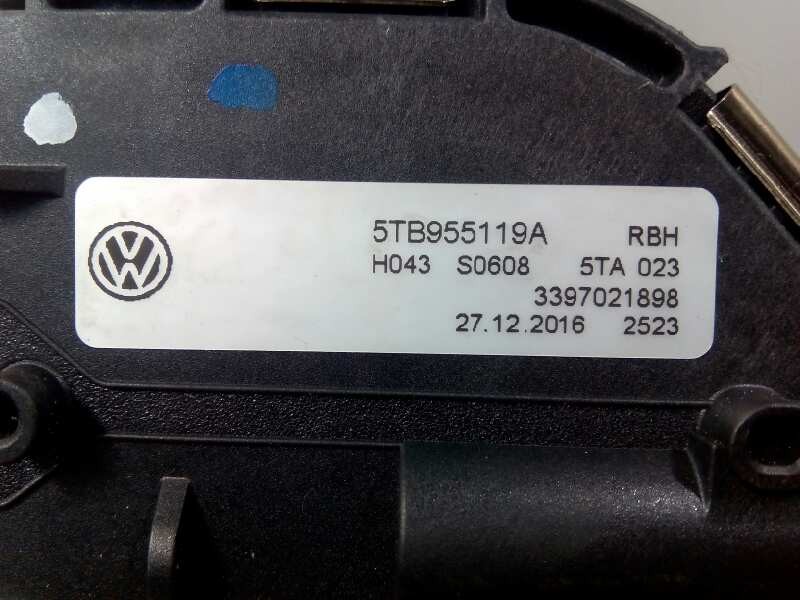 5TB955119A RBH
H043 S0608 5TA 023
3397021898
27.12.2016 2523